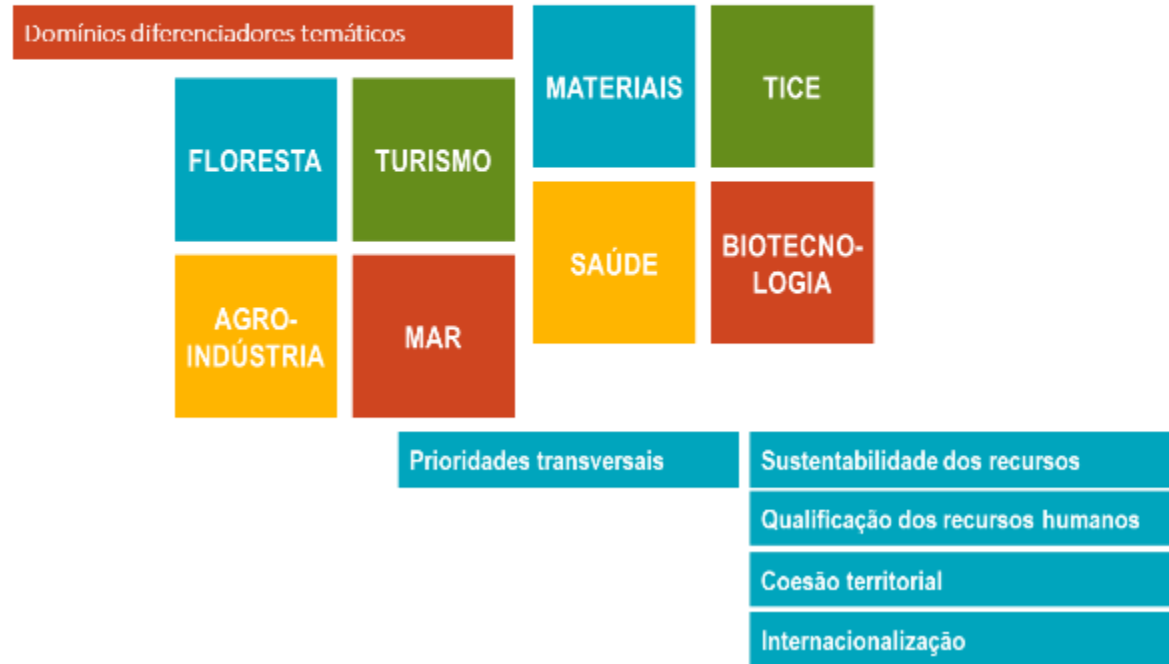 Domínios diferenciadores temáticos
MATERIAIS
TICE
FLORESTA
TURISMO
SAÚDE
BIOTECNO-
LOGIA
AGRO-
INDÚSTRIA
MAR
Prioridades transversais
Sustentabilidade dos recursos
Qualificação dos recursos humanos
Coesão territorial
Internacionalização